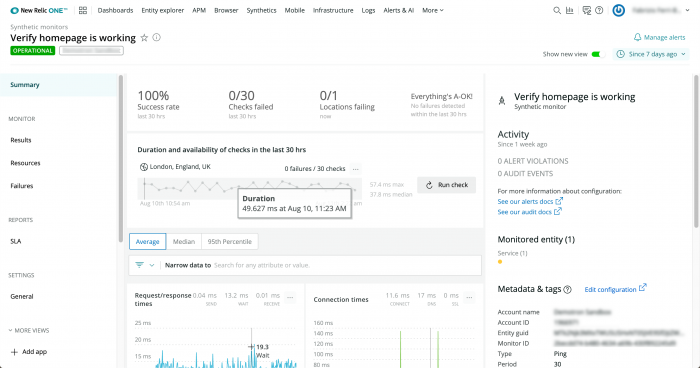 New Relic ONE™
Dashboards Entity explorer APM Browser Synthetics Mobile Infrastructure Logs Alerts & AI More
Synthetic monitors
Verify homepage is working
Manage alerts
OPERATIONAL
Show new view
Since 7 days ago
Summary
MONITOR
Results
Resources
Failures
REPORTS
SLA
SETTINGS
General
MORE VIEWS
+ Add app
100%
Success rate
last 30 hrs
0/30
Checks failed
last 30 hrs
0/1
Locations failing
now
Everything's A-OK!
No failures detected
within the last 30 hrs
Duration and availability of checks in the last 30 hrs
London, England, UK
0 failures / 30 checks ...
57.4 ms max
37.8 ms median
Run check
Aug 10th 10:54 am
Duration
49.627 ms at Aug 10, 11:23 AM
Average Median 95th Percentile
Narrow data to Search for any attribute or value
Request/response
times
0.04 ms
SEND
13.2 ms
WAIT
0.01 ms
RECEIVE
...
25 ms
20 ms
15 ms
19.3
Wait
Connection times
11.6 ms
CONNECT
17 ms
DNS
0 ms
SSL
...
160 ms
140 ms
120 ms
100 ms
80 ms
Verify homepage is working
Synthetic monitor
Activity
Since 1 week ago
0 ALERT VIOLATIONS
0 AUDIT EVENTS
For more information about configuration:
See our alerts docs
See our audit docs
Monitored entity (1)
Service (1)
Metadata & tags
Edit configuration
Account name
Account ID
Entity guid
Monitor ID
Type Ping
Period 30